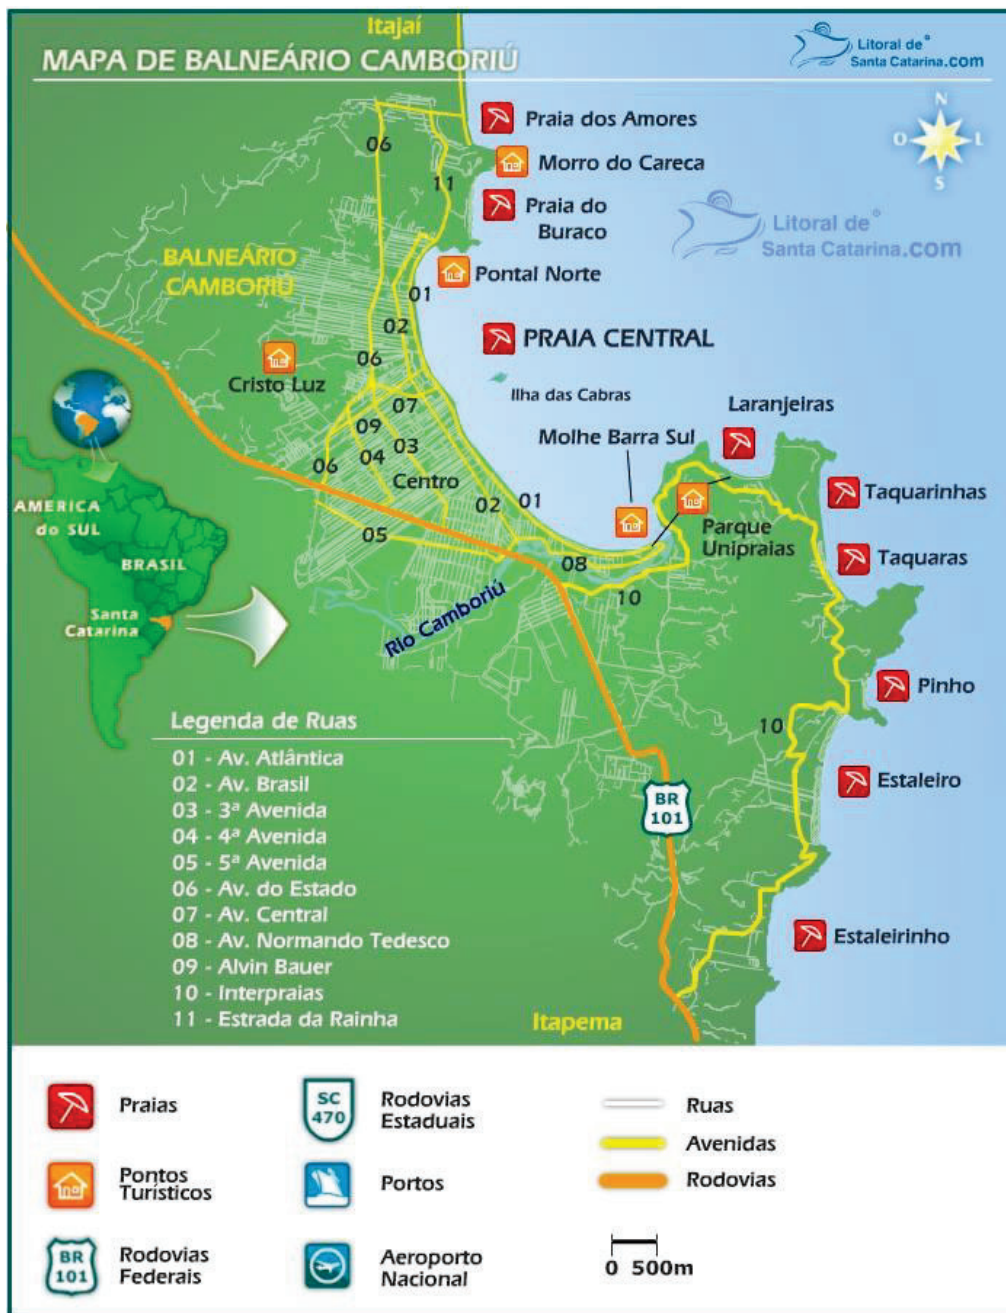 Itajaí
MAPA DE BALNEÁRIO CAMBORIÚ
Litoral de
Santa Catarina.com
N
O
L
S
Praia dos Amores
06
Morro do Careca
11
Praia do
Buraco
Litoral de
Santa Catarina.com
BALNEÁRIO
CAMBORIÚ
Pontal Norte
01
02
PRAIA CENTRAL
06
Cristo Luz
Ilha das Cabras
07
Laranjeiras
09
03
Molhe Barra Sul
04
06
Centro
02
01
Taquarinhas
AMERICA
do SUL
05
Parque
Unipraias
08
Taquaras
BRASIL
10
Rio Camboriú
Santa
Catarina
Pinho
Legenda de Ruas
10
01 - Av. Atlântica
02 - Av. Brasil
03 - 3ª Avenida
04 - 4ª Avenida
05 - 5ª Avenida
06 - Av. do Estado
07 - Av. Central
08 - Av. Normando Tedesco
09 - Alvin Bauer
10 - Interpraias
11 - Estrada da Rainha
BR
101
Estaleiro
Estaleirinho
Itapema
Praias
SC
470
Rodovias
Estaduais
Ruas
Avenidas
Pontos
Turísticos
Portos
Rodovias
BR
101
Rodovias
Federais
Aeroporto
Nacional
0 500m